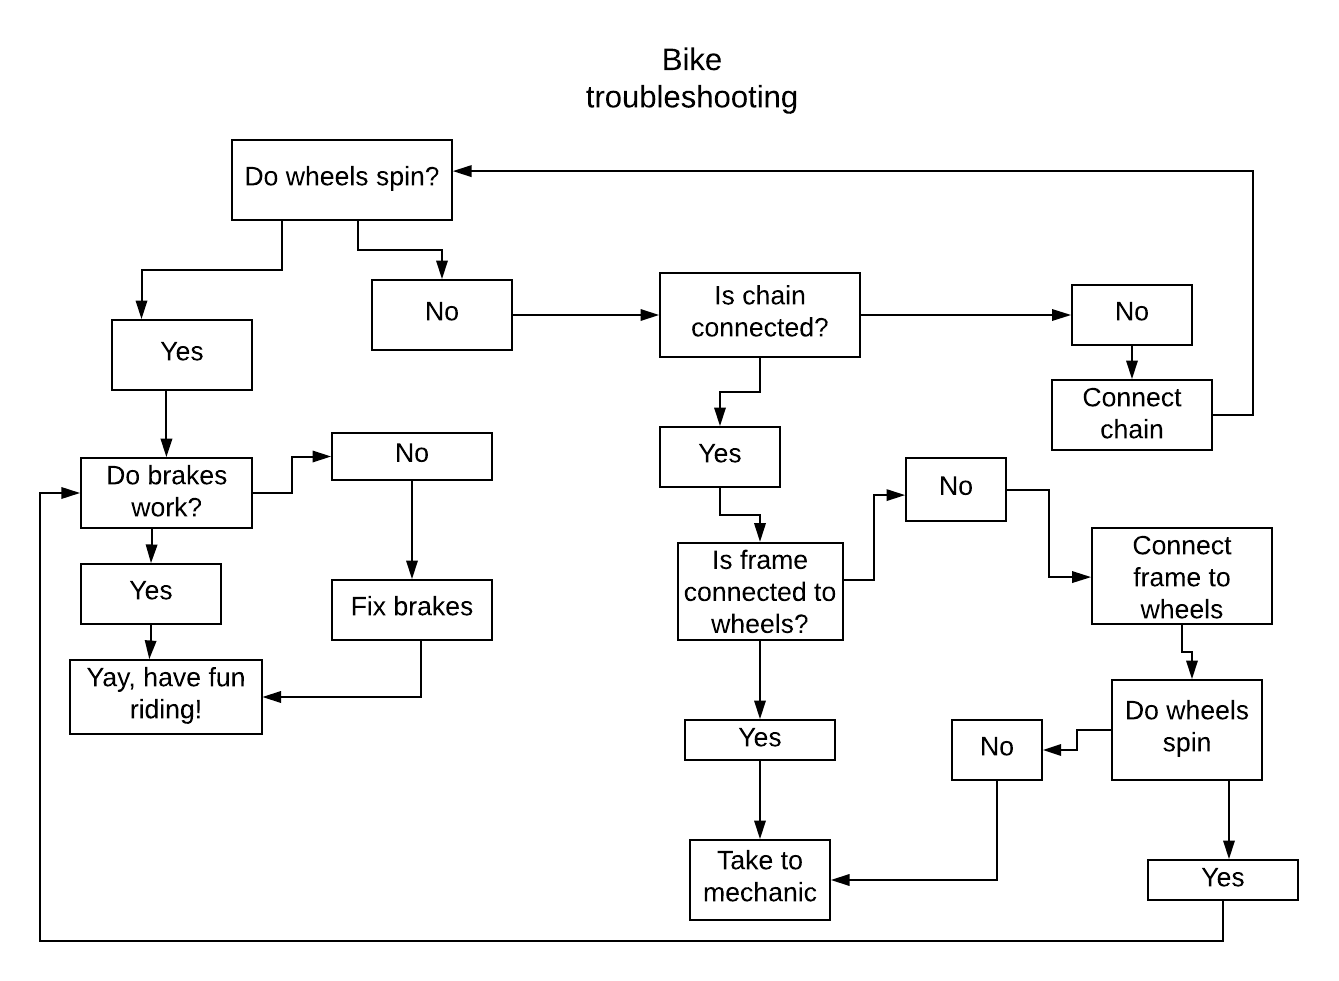 Bike
troubleshooting
Do wheels spin?
No
Is chain
connected?
No
Yes
Connect
chain
No
Yes
Do brakes
work?
No
Yes
Is frame
connected to
wheels?
Connect
frame to
wheels
Fix brakes
Yay, have fun
riding!
Yes
No
Do wheels
spin
Take to
mechanic
Yes